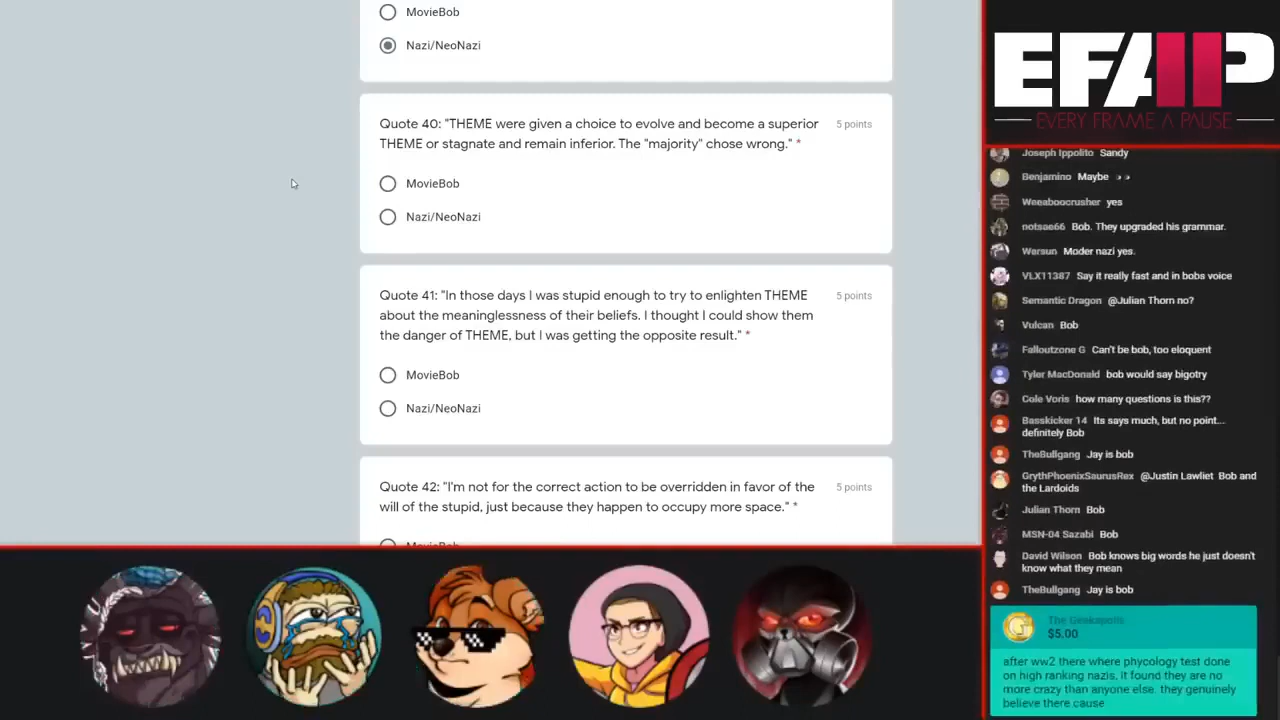 MovieBob
Nazi/NeoNazi
Quote 40: "THEME were given a choice to evolve and become a superior
THEME or stagnate and remain inferior. The "majority" chose wrong." *
5 points
MovieBob
Nazi/NeoNazi
Quote 41: "In those days I was stupid enough to try to enlighten THEME
about the meaninglessness of their beliefs. I thought I could show them
the danger of THEME, but I was getting the opposite result." *
5 points
MovieBob
Nazi/NeoNazi
Quote 42: "I'm not for the correct action to be overridden in favor of the
will of the stupid, just because they happen to occupy more space." *
5 points
MovieBob
EFAP
EVERY FRAME A PAUSE
Joseph Ippolito Sandy
Benjamino Maybe 👀
Weeaboocrusher yes
notsae66 Bob. They upgraded his grammar.
Warsun Moder nazi yes.
VLX11387 Say it really fast and in bobs voice
Semantic Dragon @Julian Thorn no?
Vulcan Bob
Falloutzone G Can't be bob, too eloquent
Tyler MacDonald bob would say bigotry
Cole Voris how many questions is this??
Basskicker 14 Its says much, but no point...
definitely Bob
TheBullgang Jay is bob
GrythPhoenixSaurusRex @Justin Lawliet Bob and
the Lardoids
Julian Thorn Bob
MSN-04 Sazabi Bob
David Wilson Bob knows big words he just doesn't
know what they mean
TheBullgang Jay is bob
The Geekapolis
$5.00
after ww2 there where phycology test done
on high ranking nazis. It found they are no
more crazy than anyone else. they genuinely
believe there cause